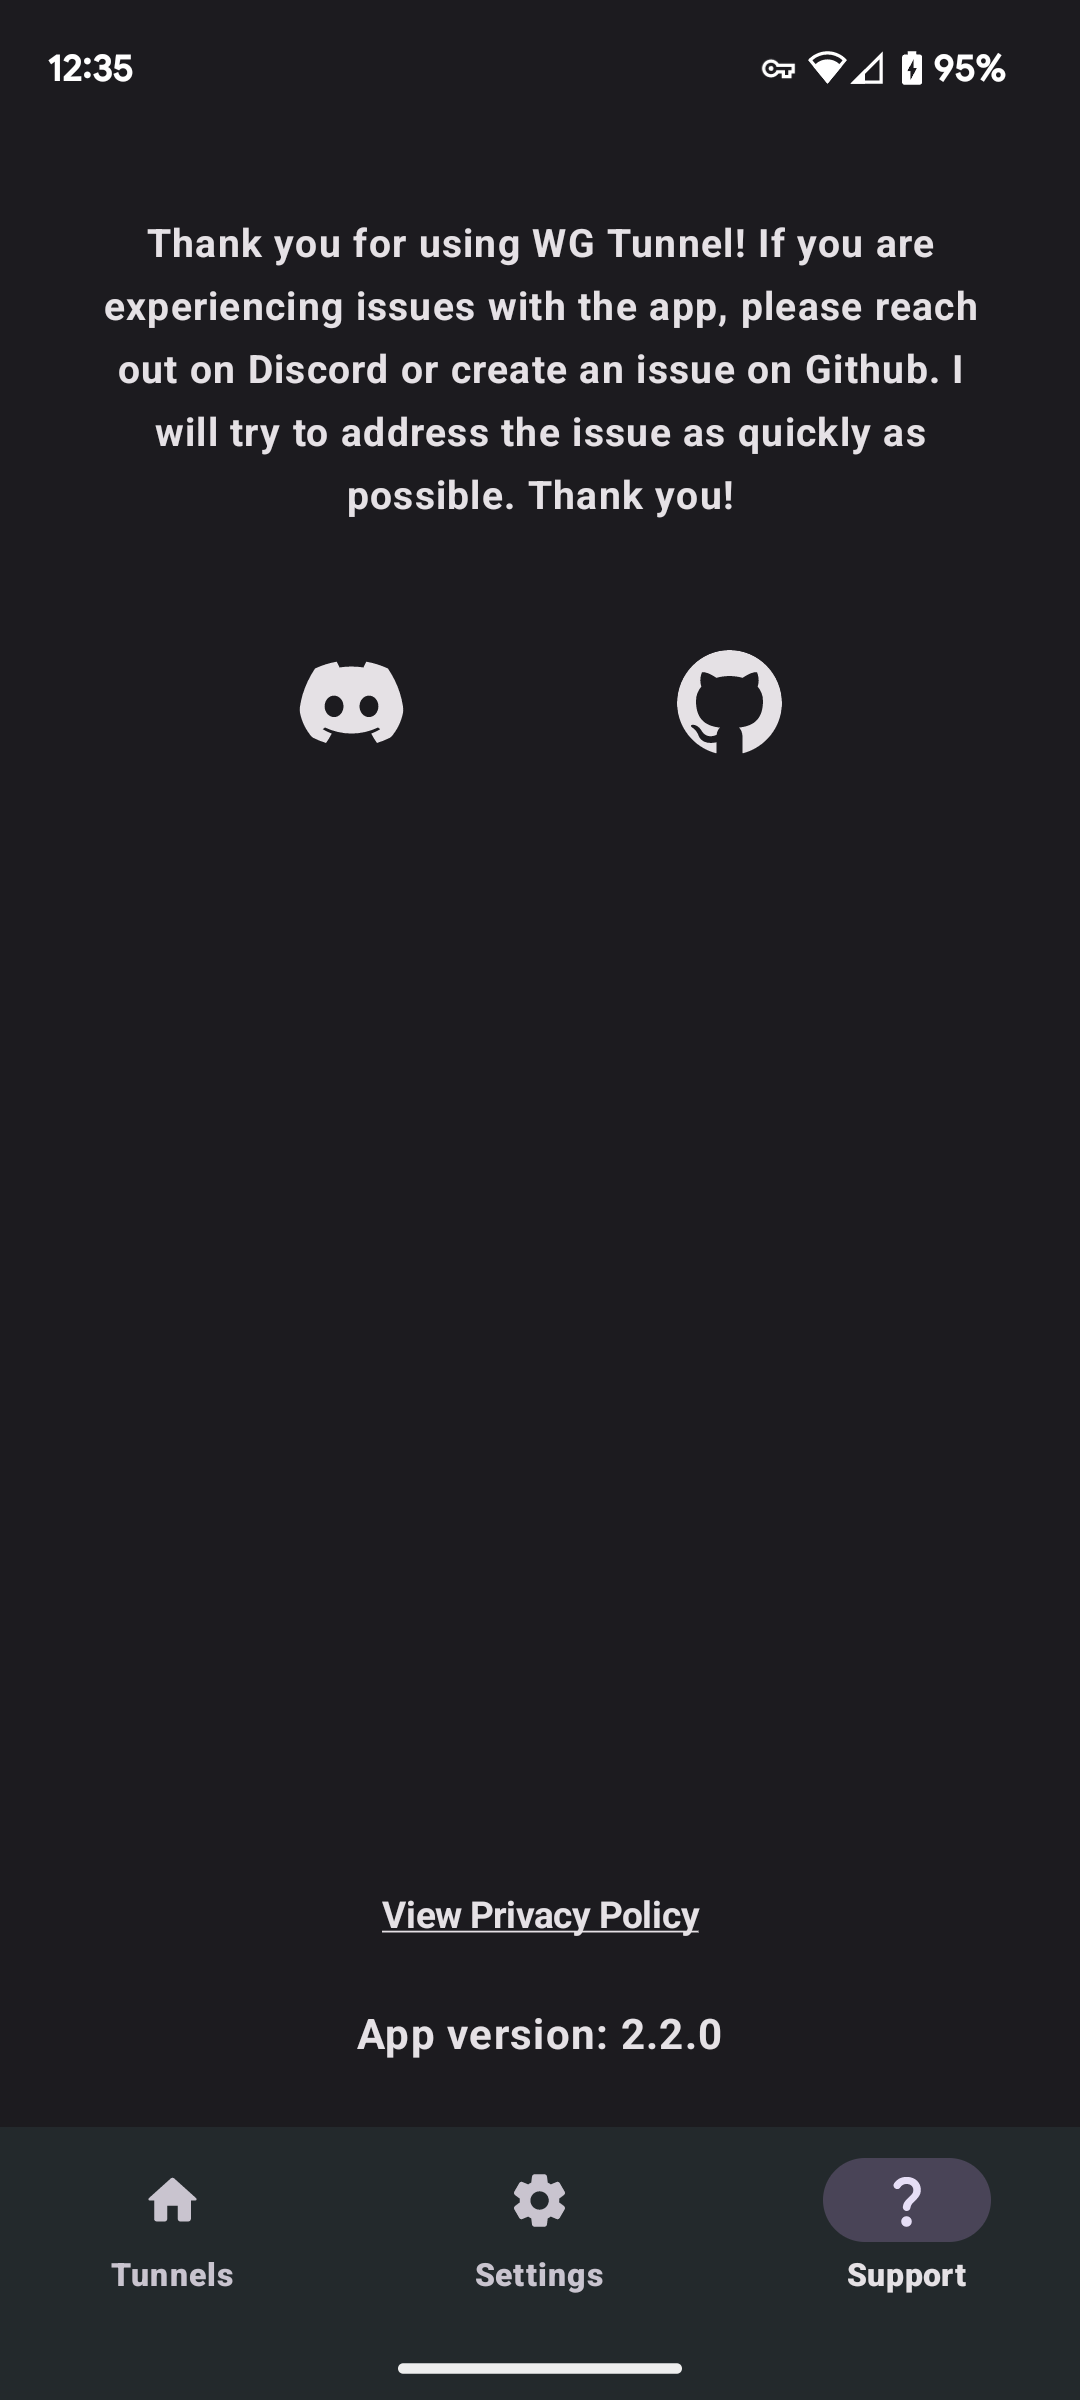 12:35
95%
Thank you for using WG Tunnel! If you are
experiencing issues with the app, please reach
out on Discord or create an issue on Github. I
will try to address the issue as quickly as
possible. Thank you!
View Privacy Policy
App version: 2.2.0
Tunnels
Settings
Support